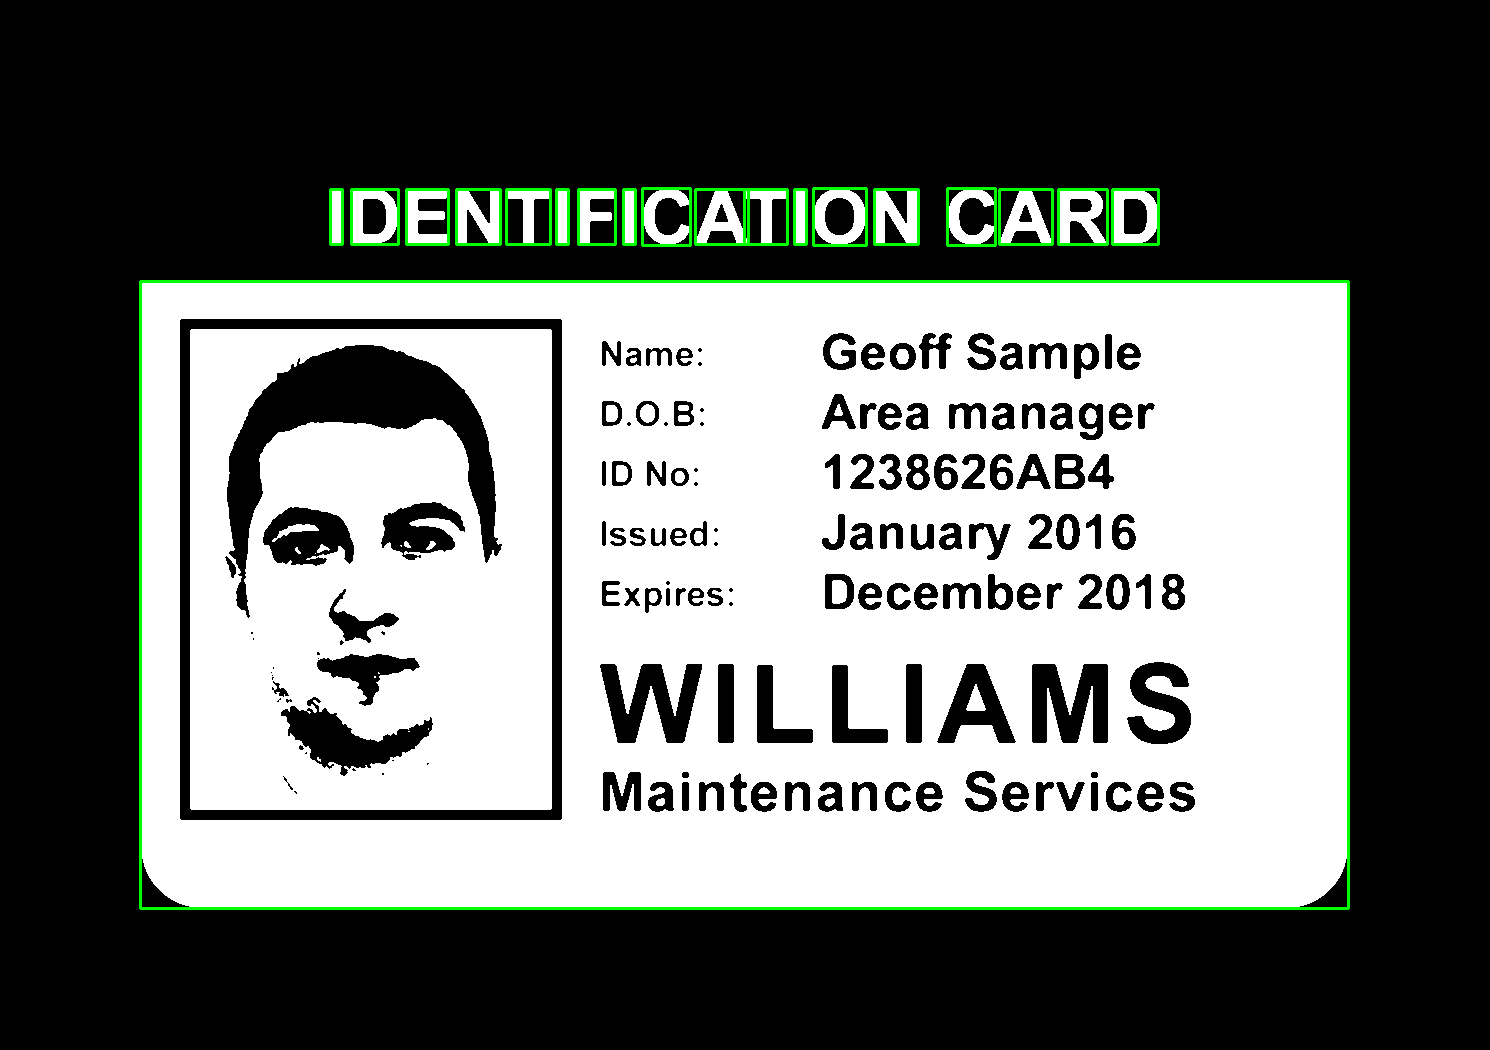 IDENTIFICATION CARD
Name: Geoff Sample
D.O.B: Area manager
ID No: 1238626AB4
Issued: January 2016
Expires: December 2018
WILLIAMS
Maintenance Services